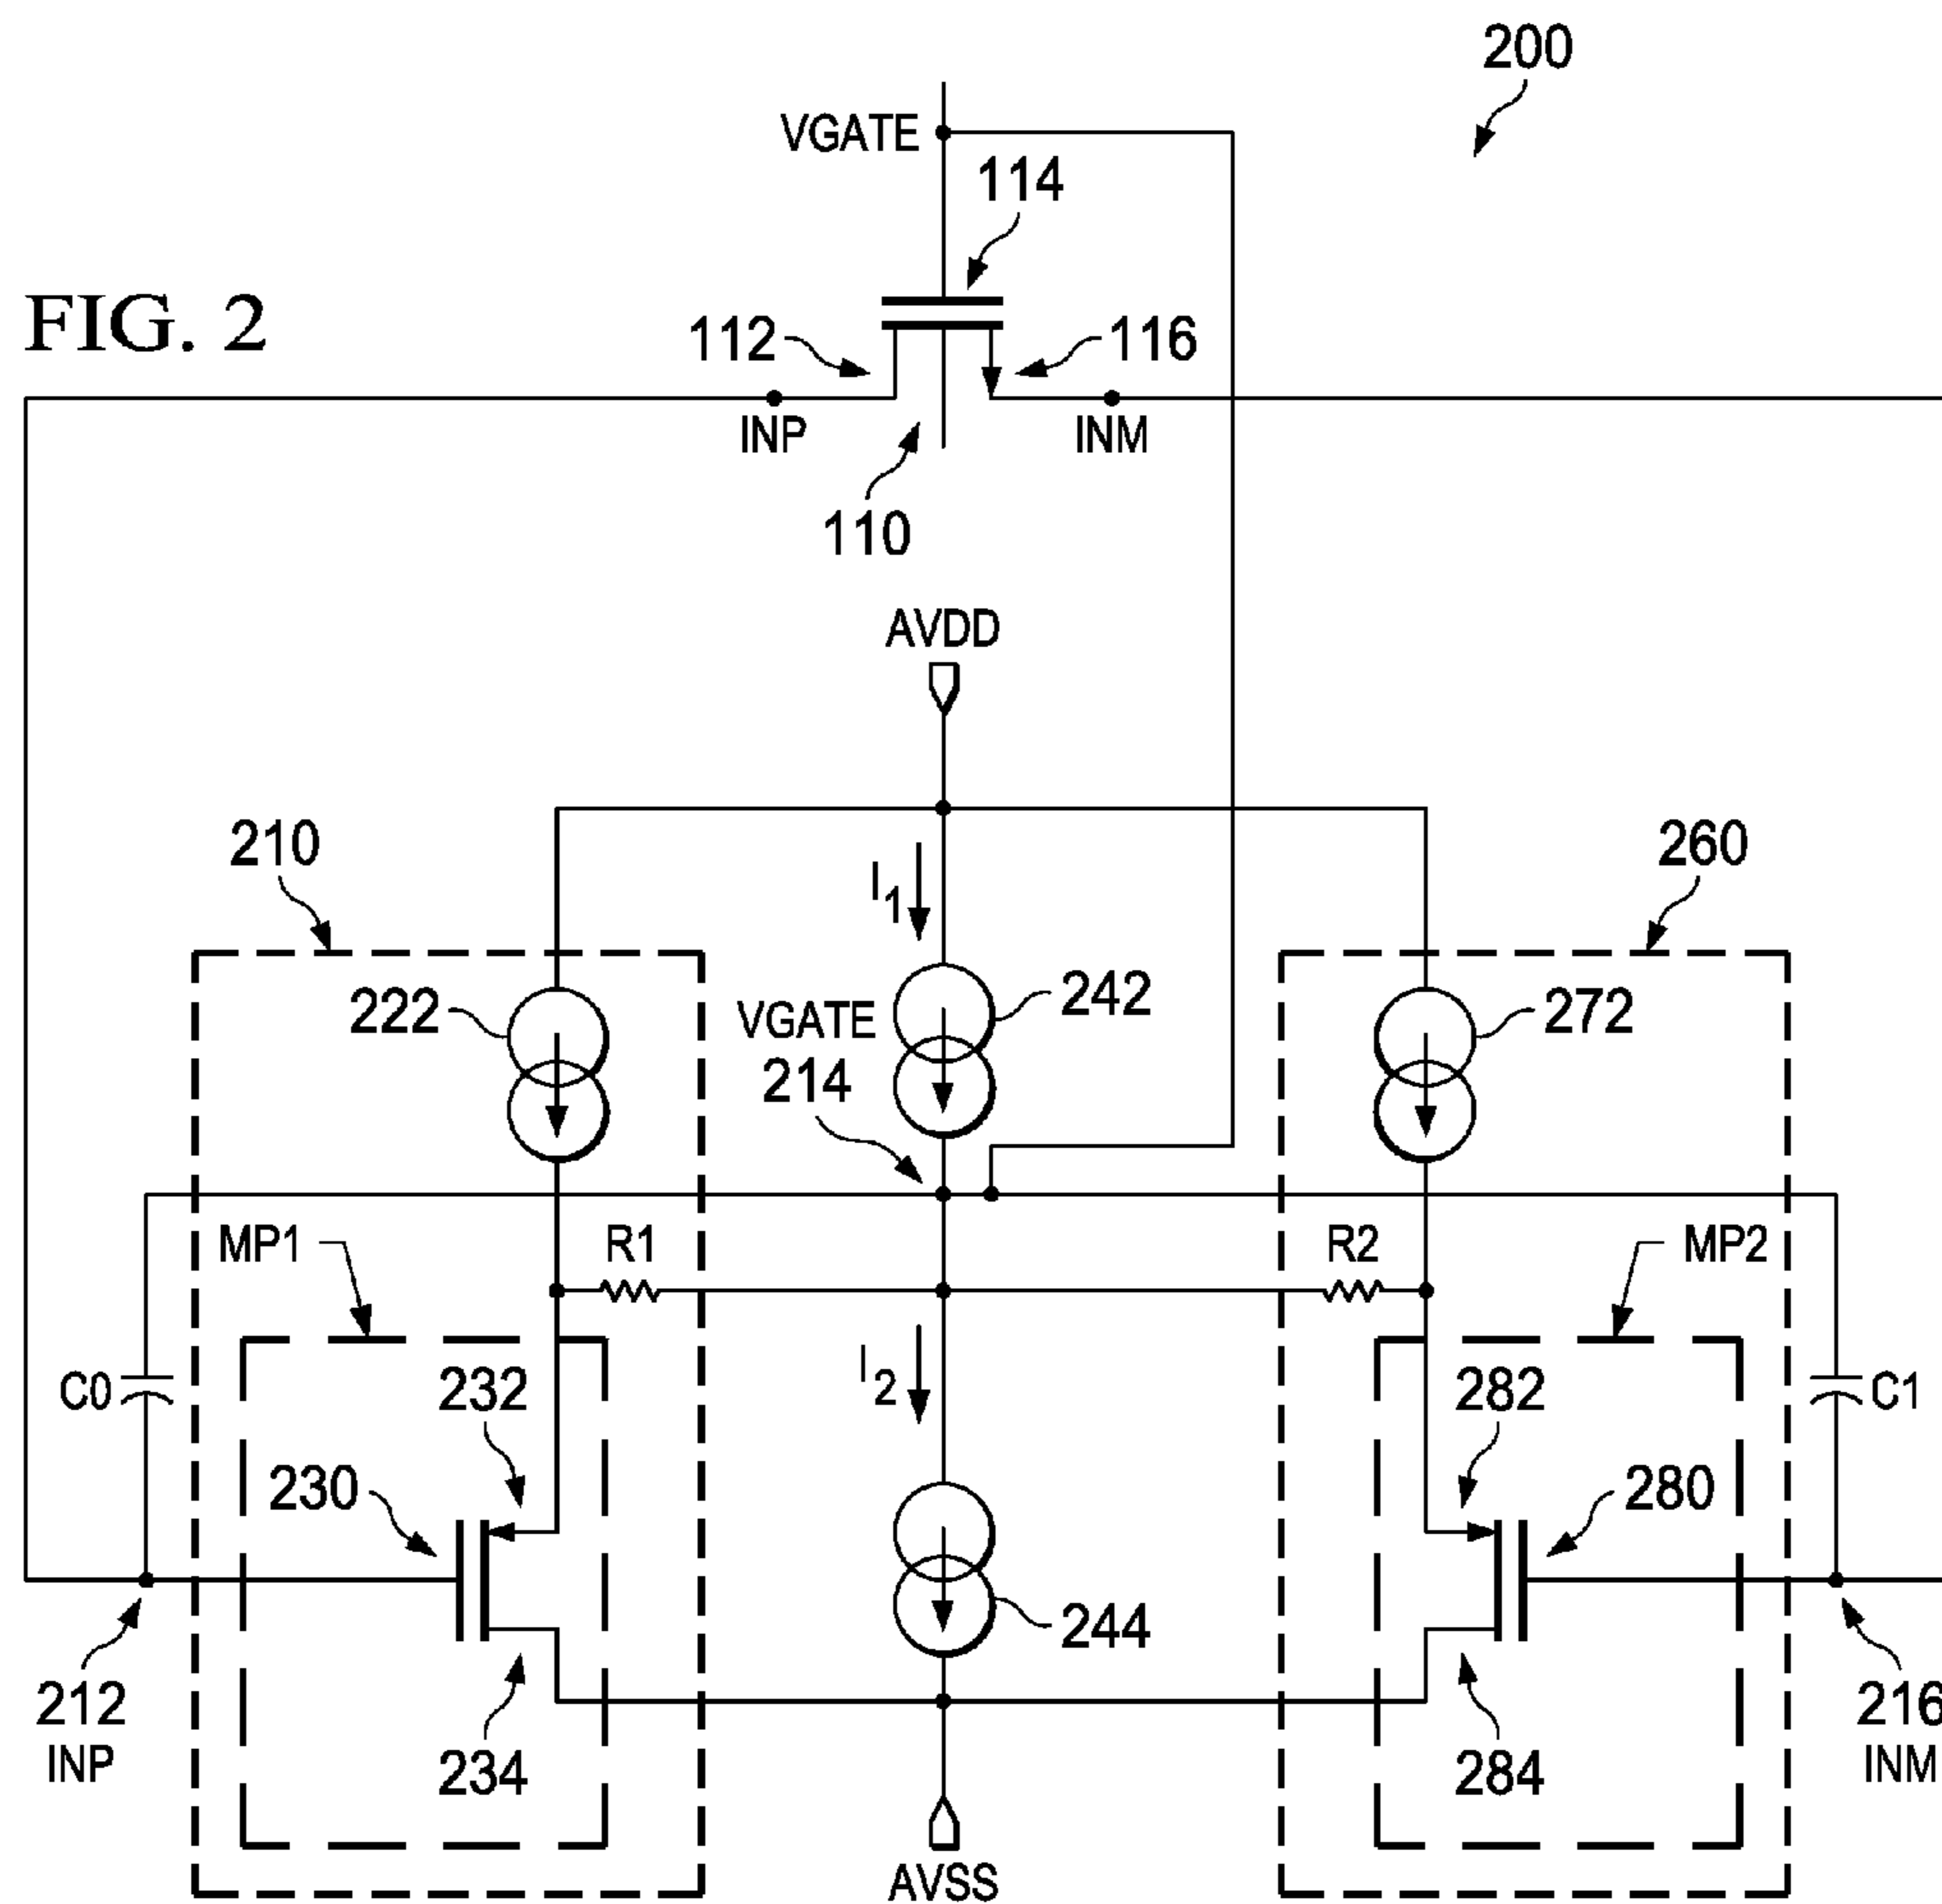 200
VGATE
114
FIG. 2
112
116
INP
INM
110
AVDD
210
260
I1
222
242
272
VGATE
214
MP1
R1
R2
MP2
C0
232
I2
282
C1
230
280
244
212
INP
234
284
216
INM
AVSS